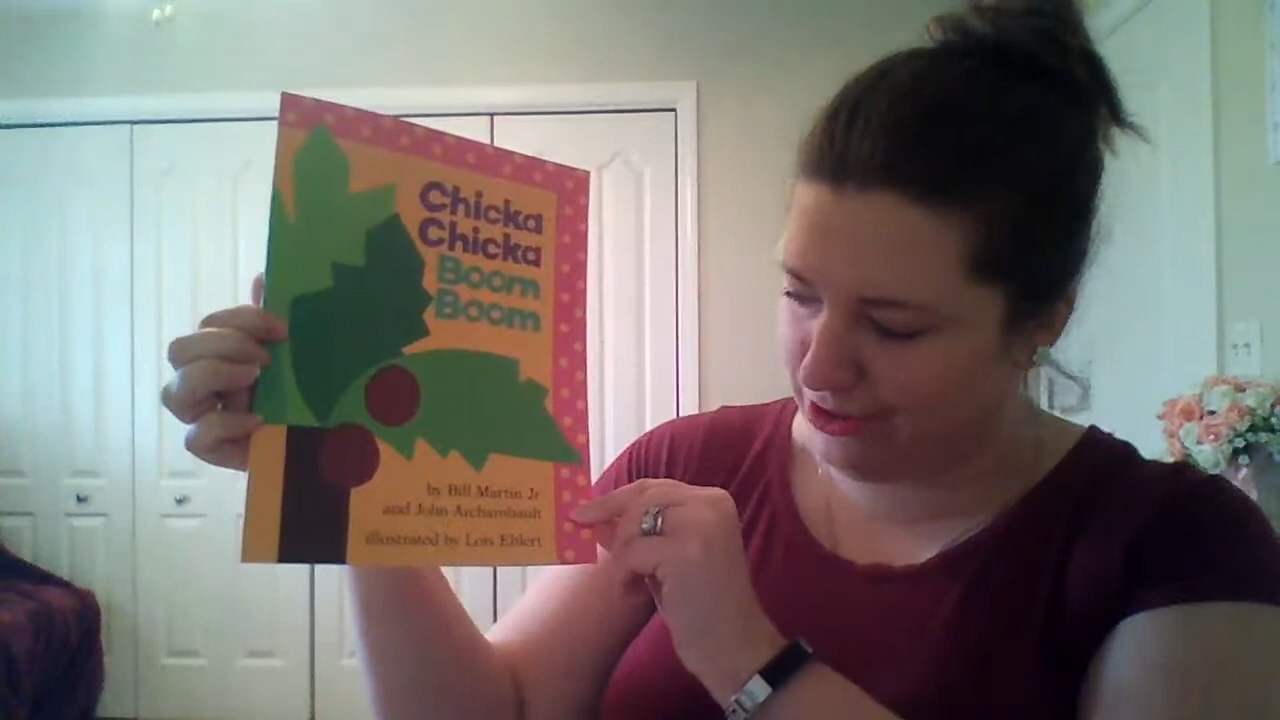 Chicka
Chicka
Boom
Boom
by Bill Martin Jr
and John Archambault
illustrated by Lois Ehlert